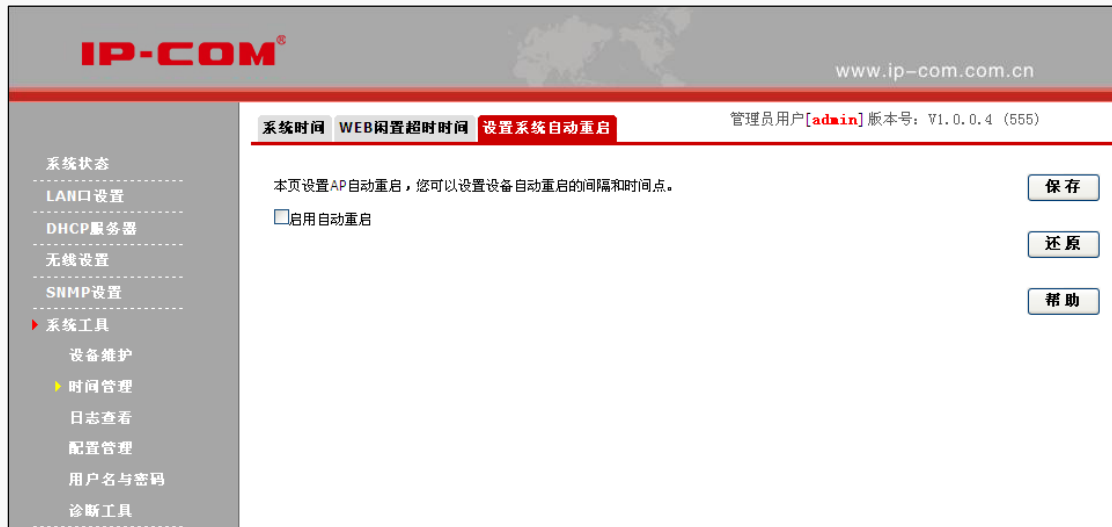 IP-COM®
www.ip-com.com.cn
系统时间 WEB闲置超时时间 设置系统自动重启
管理员用户[admin]版本号: V1.0.0.4 (555)
系统状态
LAN口设置
DHCP服务器
无线设置
SNMP设置
系统工具
设备维护
时间管理
日志查看
配置管理
用户名与密码
诊断工具
本页设置AP自动重启，您可以设置设备自动重启的间隔和时间点。
启用自动重启
保存
还原
帮助